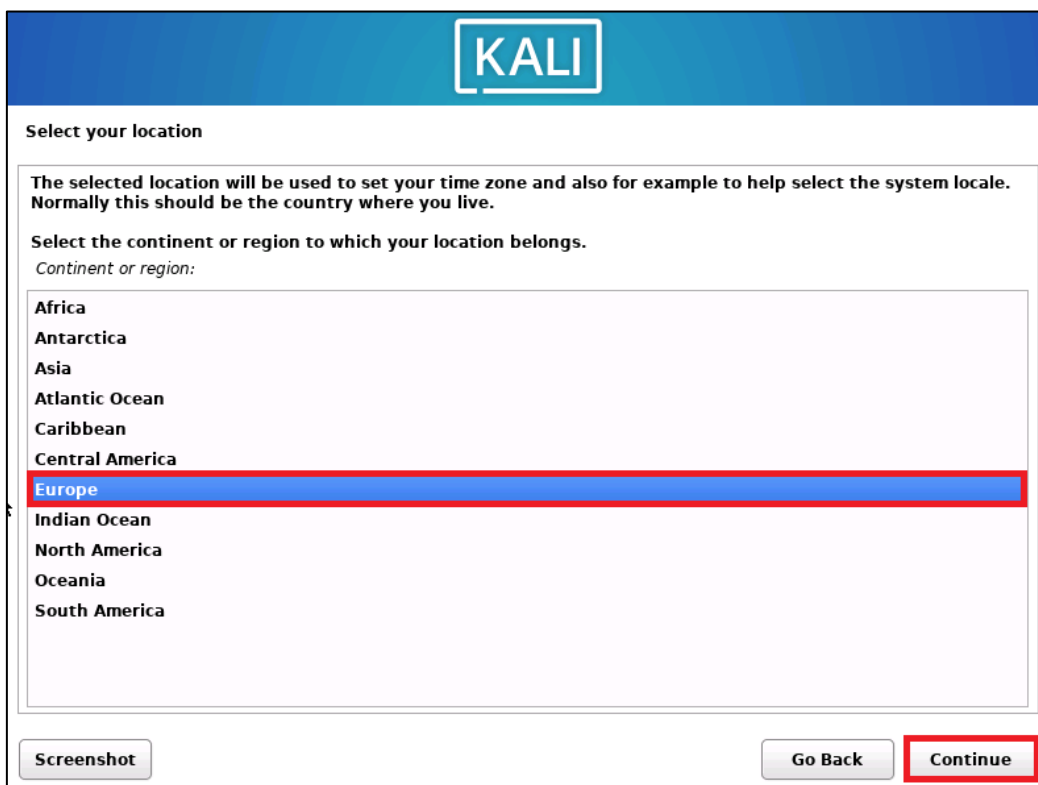 KALI
Select your location
The selected location will be used to set your time zone and also for example to help select the system locale.
Normally this should be the country where you live.
Select the continent or region to which your location belongs.
Continent or region:
Africa
Antarctica
Asia
Atlantic Ocean
Caribbean
Central America
Europe
Indian Ocean
North America
Oceania
South America
Screenshot
Go Back
Continue